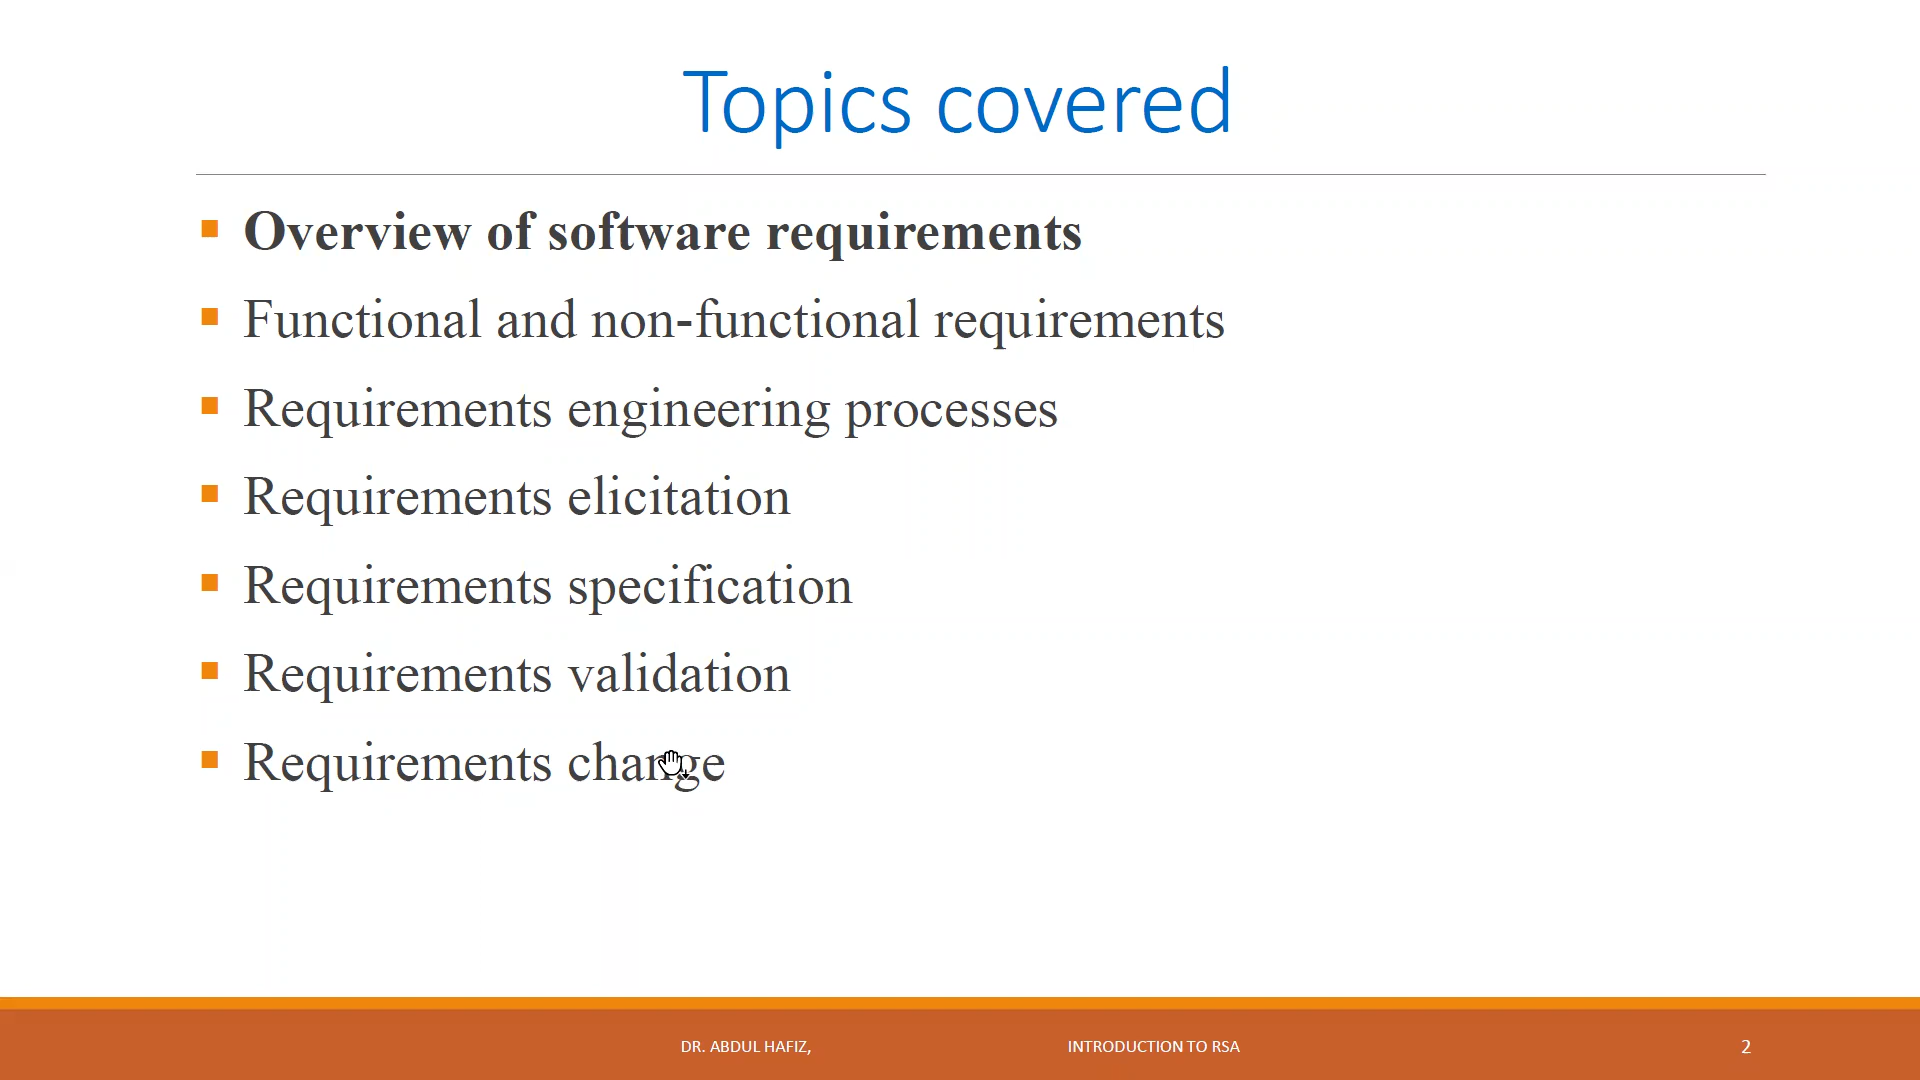 Topics covered
Overview of software requirements
Functional and non-functional requirements
Requirements engineering processes
Requirements elicitation
Requirements specification
Requirements validation
Requirements change
DR. ABDUL HAFIZ, INTRODUCTION TO RSA 2